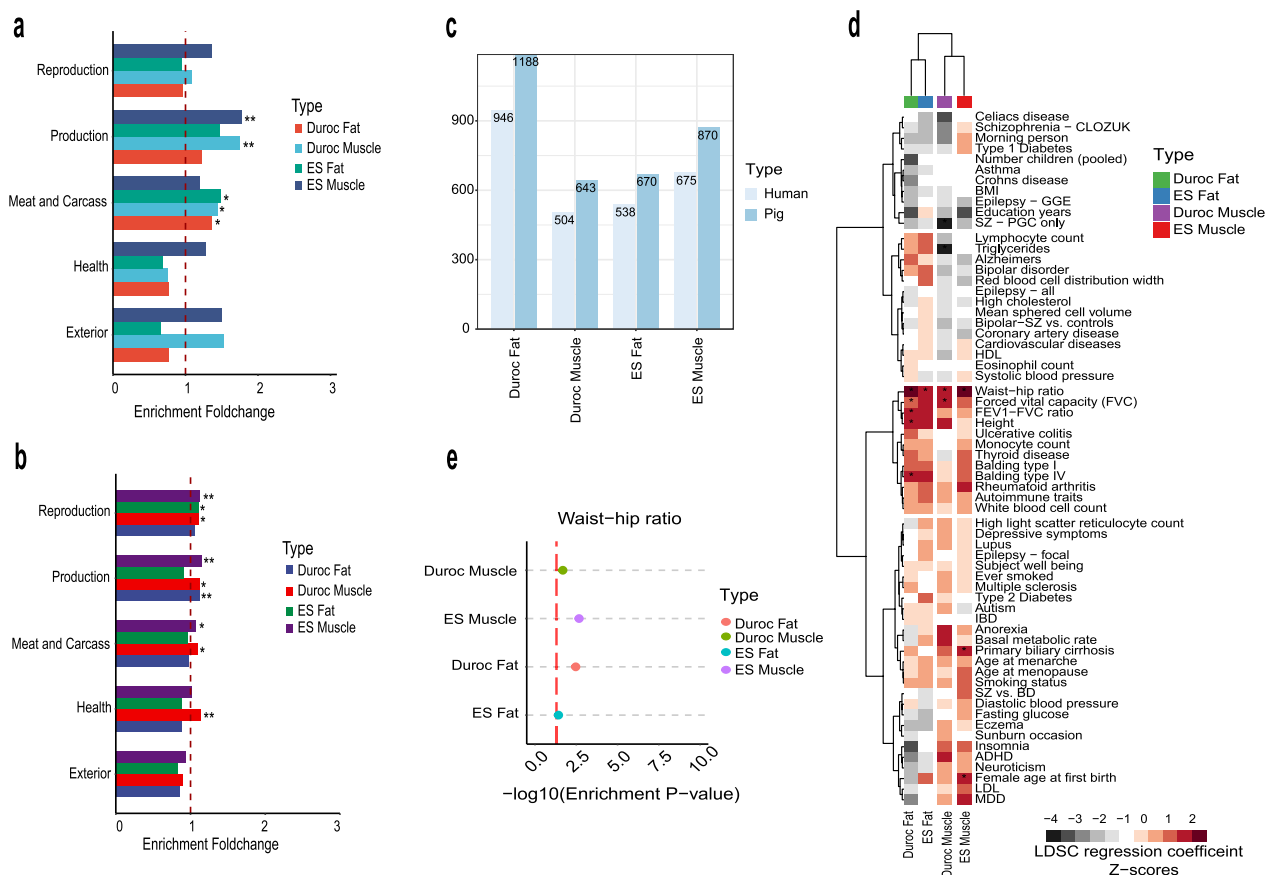 a
Reproduction
Production
Meat and Carcass
Health
Exterior
**
**
*
*
*
0
1
2
3
Enrichment Foldchange
Type
Duroc Fat
Duroc Muscle
ES Fat
ES Muscle
b
Reproduction
Production
Meat and Carcass
Health
Exterior
**
*
*
**
*
**
*
*
**
0
1
2
3
Enrichment Foldchange
Type
Duroc Fat
Duroc Muscle
ES Fat
ES Muscle
c
900
600
300
0
946
1188
504
643
538
670
675
870
Duroc Fat
Duroc Muscle
ES Fat
ES Muscle
Type
Human
Pig
e
Waist−hip ratio
Duroc Muscle
ES Muscle
Duroc Fat
ES Fat
0.0
2.5
5.0
7.5
10.0
−log10(Enrichment P−value)
Type
Duroc Fat
Duroc Muscle
ES Fat
ES Muscle
d
Celiacs disease
Schizophrenia − CLOZUK
Morning person
Type 1 Diabetes
Number children (pooled)
Asthma
Crohns disease
BMI
Epilepsy − GGE
Education years
SZ − PGC only
Lymphocyte count
Triglycerides
Alzheimers
Bipolar disorder
Red blood cell distribution width
Epilepsy − all
High cholesterol
Mean sphered cell volume
Bipolar−SZ vs. controls
Coronary artery disease
Cardiovascular diseases
HDL
Eosinophil count
Systolic blood pressure
Waist−hip ratio
Forced vital capacity (FVC)
FEV1−FVC ratio
Height
Ulcerative colitis
Monocyte count
Thyroid disease
Balding type I
Balding type IV
Rheumatoid arthritis
Autoimmune traits
White blood cell count
High light scatter reticulocyte count
Depressive symptoms
Lupus
Epilepsy − focal
Subject well being
Ever smoked
Multiple sclerosis
Type 2 Diabetes
Autism
IBD
Anorexia
Basal metabolic rate
Primary biliary cirrhosis
Age at menarche
Age at menopause
Smoking status
SZ vs. BD
Diastolic blood pressure
Fasting glucose
Eczema
Sunburn occasion
Insomnia
ADHD
Neuroticism
Female age at first birth
LDL
MDD
Duroc Fat
ES Fat
Duroc Muscle
ES Muscle
Type
Duroc Fat
ES Fat
Duroc Muscle
ES Muscle
−4 −3 −2 −1 0 1 2
LDSC regression coefficeint
Z−scores